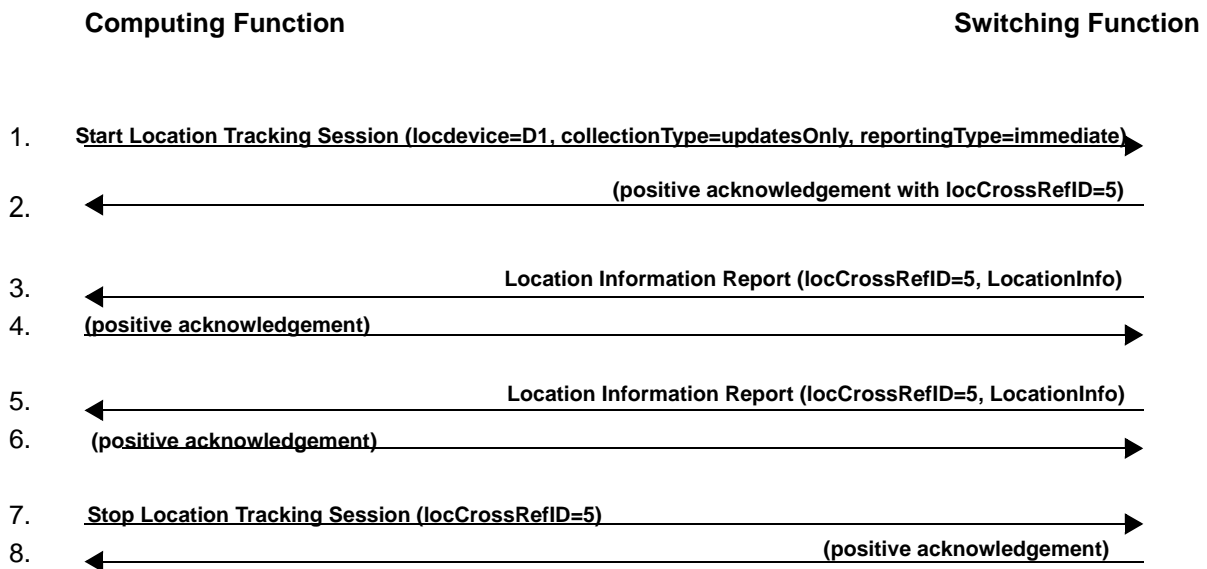 Computing Function Switching Function
1. Start Location Tracking Session (locdevice=D1, collectionType=updatesOnly, reportingType=immediate)
(positive acknowledgement with locCrossRefID=5)
2.
Location Information Report (locCrossRefID=5, LocationInfo)
3.
4. (positive acknowledgement)
Location Information Report (locCrossRefID=5, LocationInfo)
5.
6. (positive acknowledgement)
7. Stop Location Tracking Session (locCrossRefID=5)
8. (positive acknowledgement)